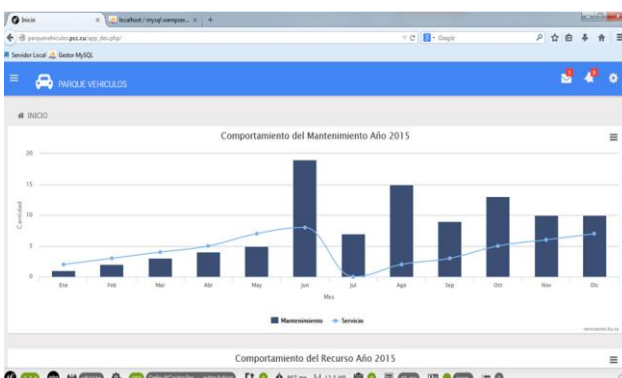 Inicio
localhost / mysql wampser...
parquevehiculos.pcc.cu/app_dev.php/
Google
Servidor Local
Gestor MySQL
PARQUE VEHICULOS
INICIO
Comportamiento del Mantenimiento Año 2015
Cantidad
20
15
10
5
0
Ene Feb Mar Abr May Jun Jul Ago Sep Oct Nov Dic
Mes
Mantenimiento Servicio
Comportamiento del Recurso Año 2015